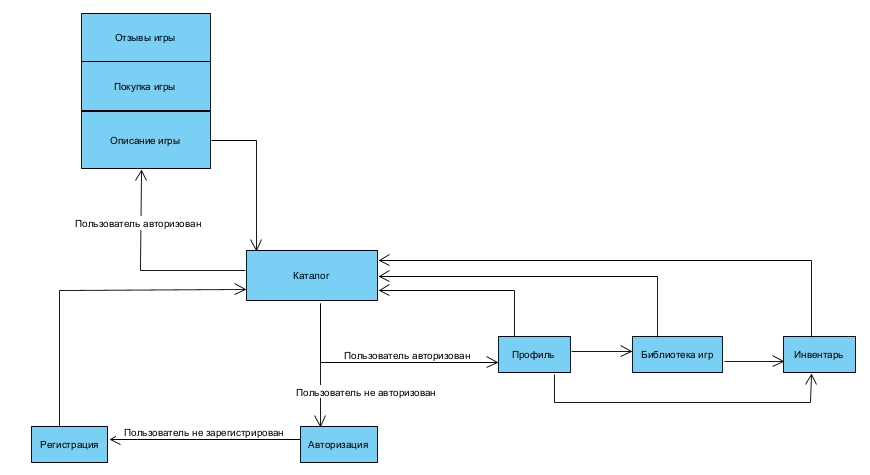 Отзывы игры
Покупка игры
Описание игры
Пользователь авторизован
Каталог
Пользователь авторизован
Профиль
Библиотека игр
Инвентарь
Пользователь не авторизован
Пользователь не зарегистрирован
Регистрация
Авторизация